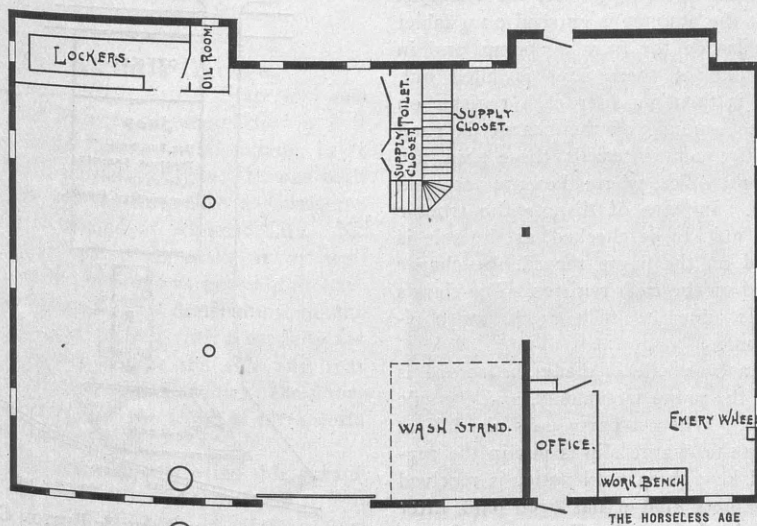 LOCKERS.
OIL ROOM
TOILET.
SUPPLY
CLOSET.
SUPPLY
CLOSET
WASH STAND.
OFFICE.
EMERY WHEEL
WORK BENCH
THE HORSELESS AGE